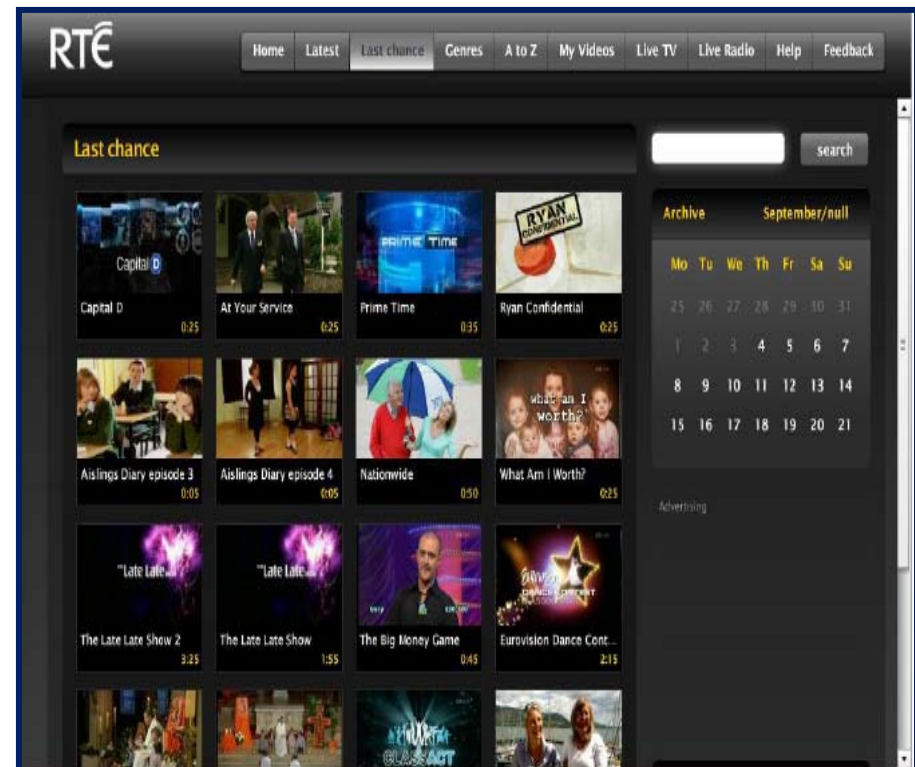 RTÉ
Home Latest Last chance Genres A to Z My Videos Live TV Live Radio Help Feedback
Last chance
search
Archive September/null
Mo Tu We Th Fr Sa Su
25 26 27 28 29 30 31
1 2 3 4 5 6 7
8 9 10 11 12 13 14
15 16 17 18 19 20 21
Advertising
Capital D
Capital D
0:25
At Your Service
0:25
PRIME TIME
Prime Time
0:35
RYAN
CONFIDENTIAL
Ryan Confidential
0:25
Aislings Diary episode 3
0:05
Aislings Diary episode 4
0:05
Nationwide
0:50
what am I
worth?
What Am I Worth?
0:25
The Late Late
The Late Late Show 2
3:25
The Late Late
The Late Late Show
1:55
The Big Money Game
0:45
DANCE CONTEST
Eurovision Dance Cont...
2:15
CLASS ACT